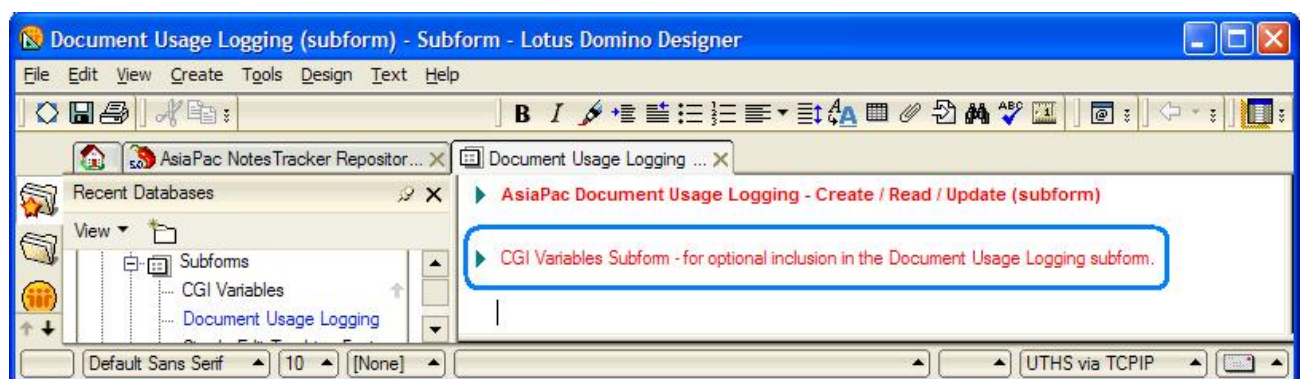 Document Usage Logging (subform) - Subform - Lotus Domino Designer
File Edit View Create Tools Design Text Help
B I ABC
AsiaPac NotesTracker Repositor... Document Usage Logging ...
Recent Databases
AsiaPac Document Usage Logging - Create / Read / Update (subform)
View
CGI Variables Subform - for optional inclusion in the Document Usage Logging subform.
Subforms
CGI Variables
Document Usage Logging
Default Sans Serif 10 [None] UTHS via TCPIP